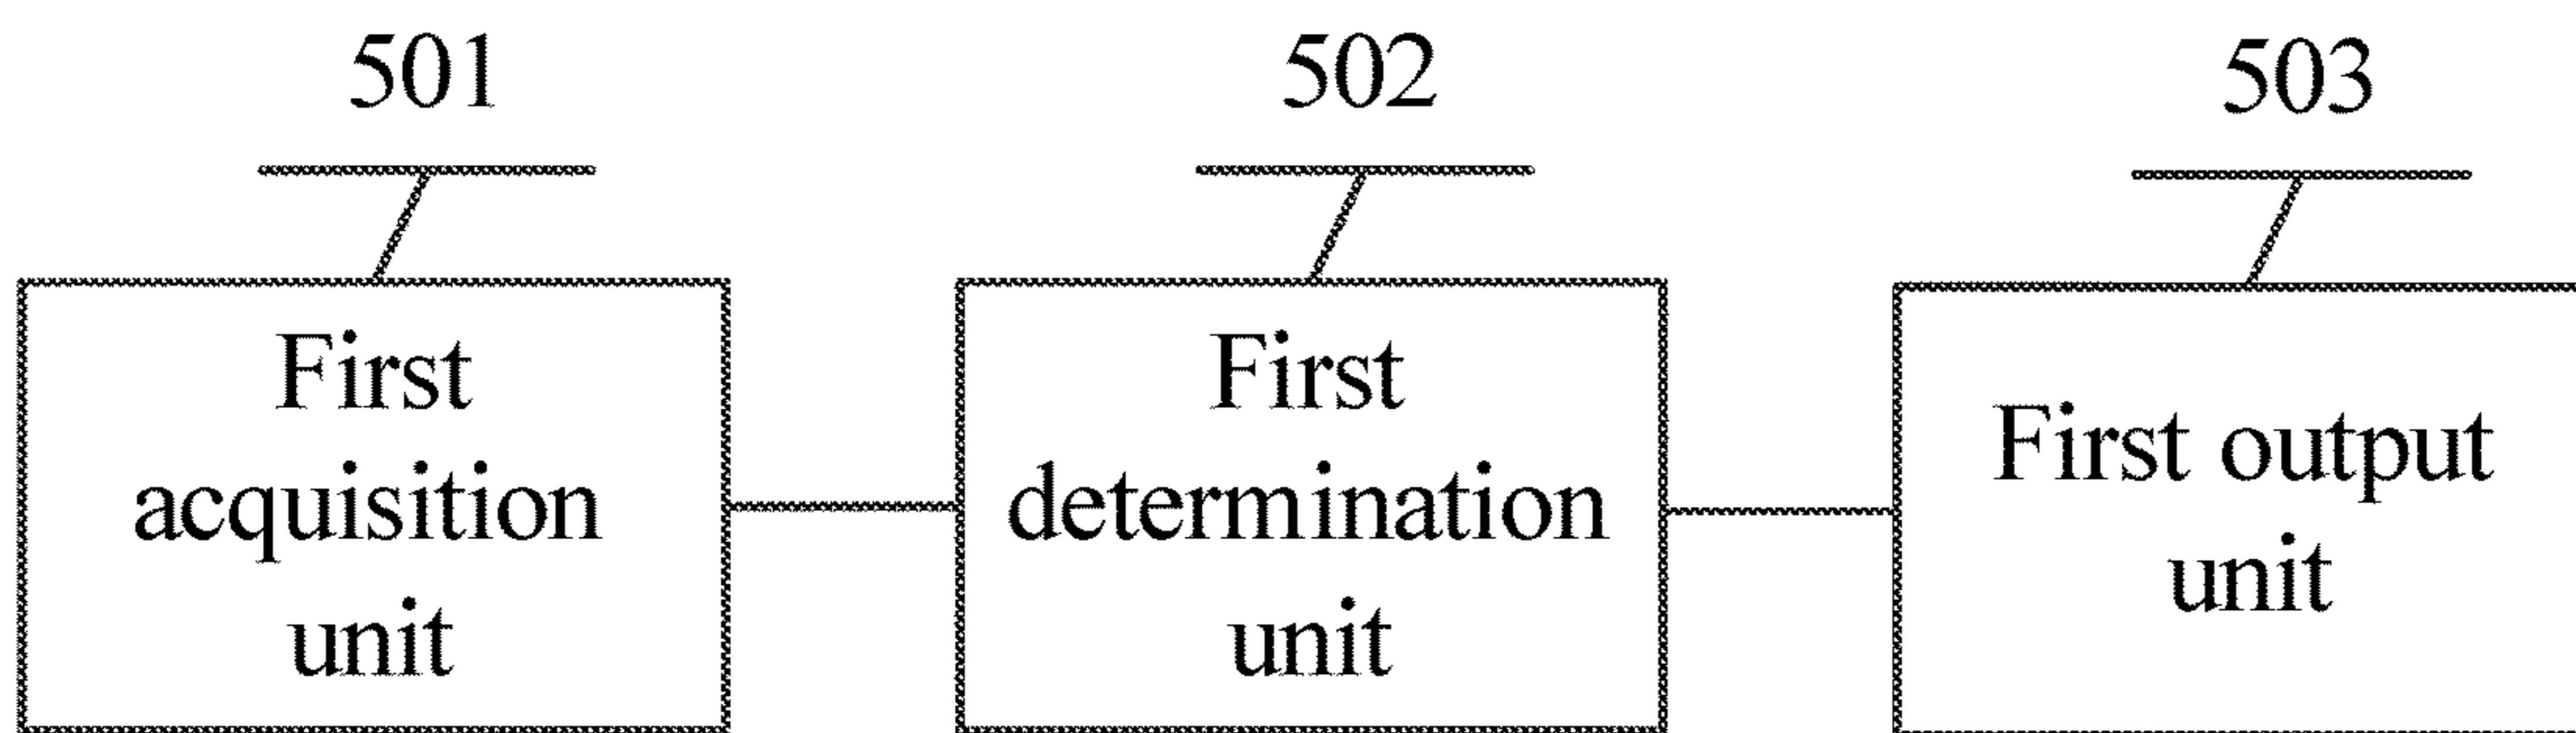 501
502
503
First
acquisition
unit
First
determination
unit
First output
unit